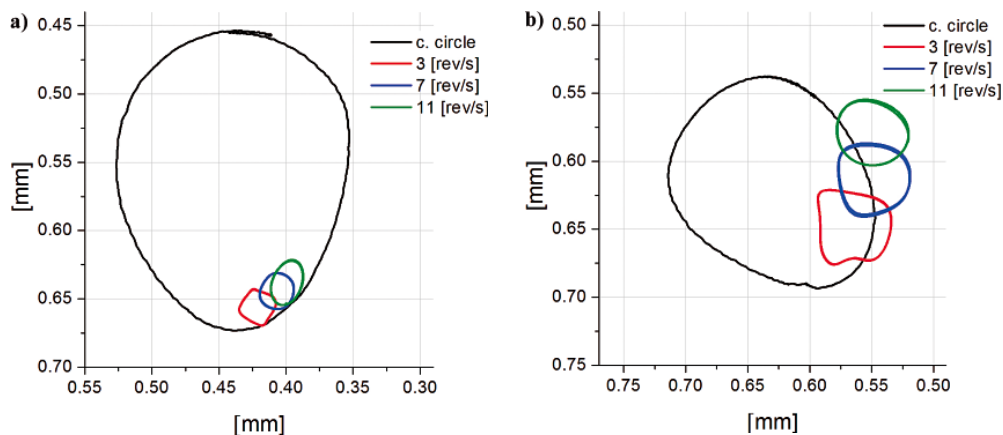 a)
c. circle
3 [rev/s]
7 [rev/s]
11 [rev/s]
0.45
0.50
0.55
0.60
0.65
0.70
[mm]
0.55 0.50 0.45 0.40 0.35 0.30
[mm]
b)
c. circle
3 [rev/s]
7 [rev/s]
11 [rev/s]
0.50
0.55
0.60
0.65
0.70
0.75
[mm]
0.75 0.70 0.65 0.60 0.55 0.50
[mm]